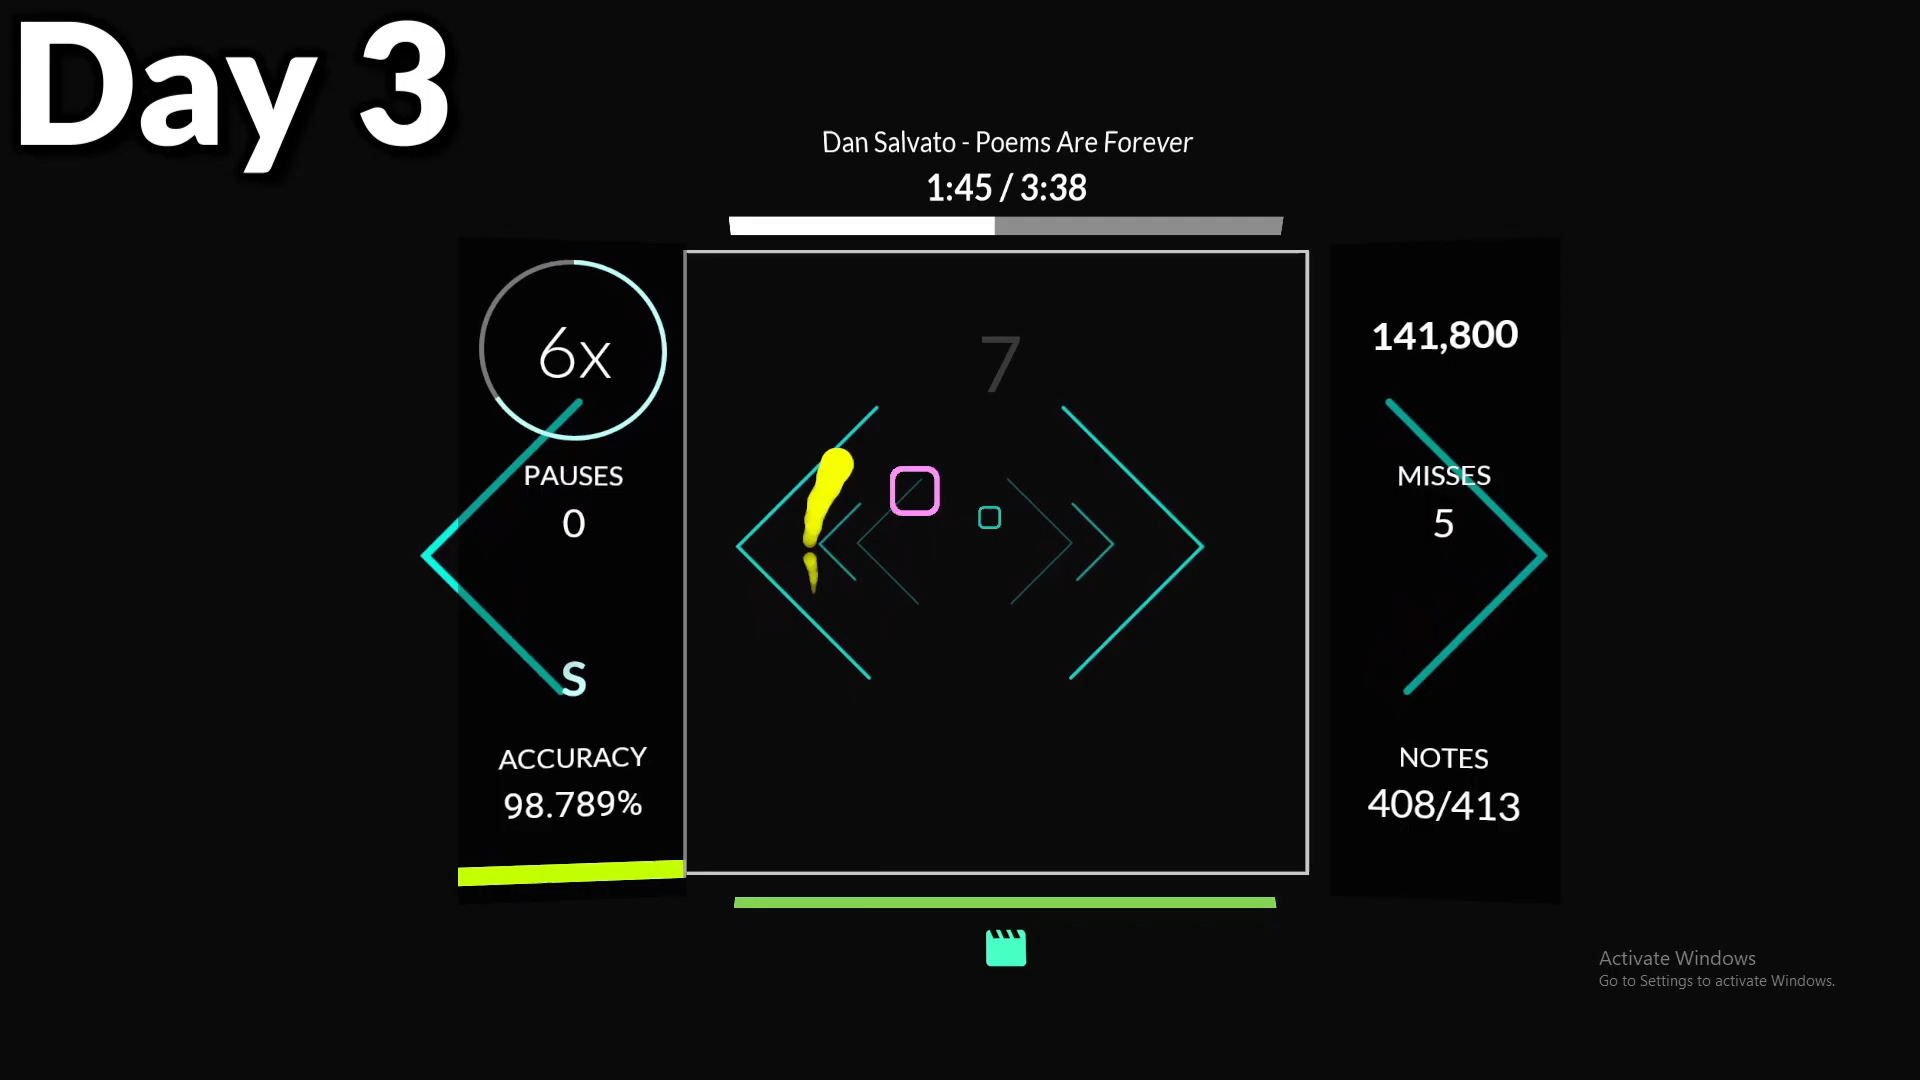 Day 3
Dan Salvato - Poems Are Forever
1:45 / 3:38
6x
7
141,800
PAUSES
0
MISSES
5
S
ACCURACY
98.789%
NOTES
408/413
Activate Windows
Go to Settings to activate Windows.